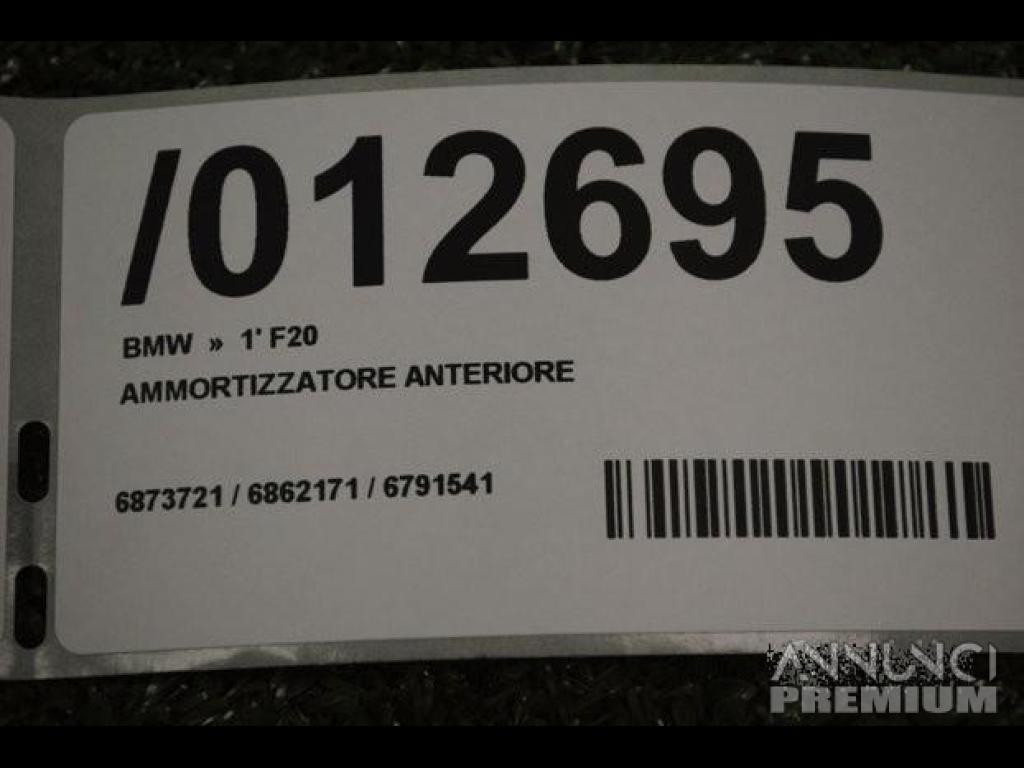 /012695
BMW » 1' F20
AMMORTIZZATORE ANTERIORE
6873721 / 6862171 / 6791541
ANNUNCI
PREMIUM